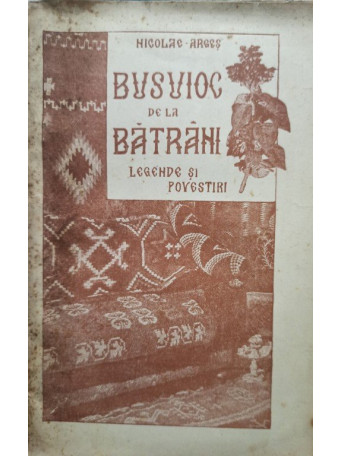 NICOLAE-ARGEȘ
BUSUIOC
DE LA
BĂTRÂNI
LEGENDE ȘI
POVESTIRI